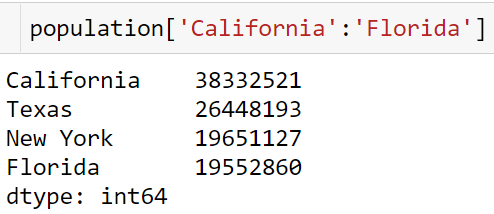 population['California':'Florida']
California    38332521
Texas         26448193
New York      19651127
Florida       19552860
dtype: int64